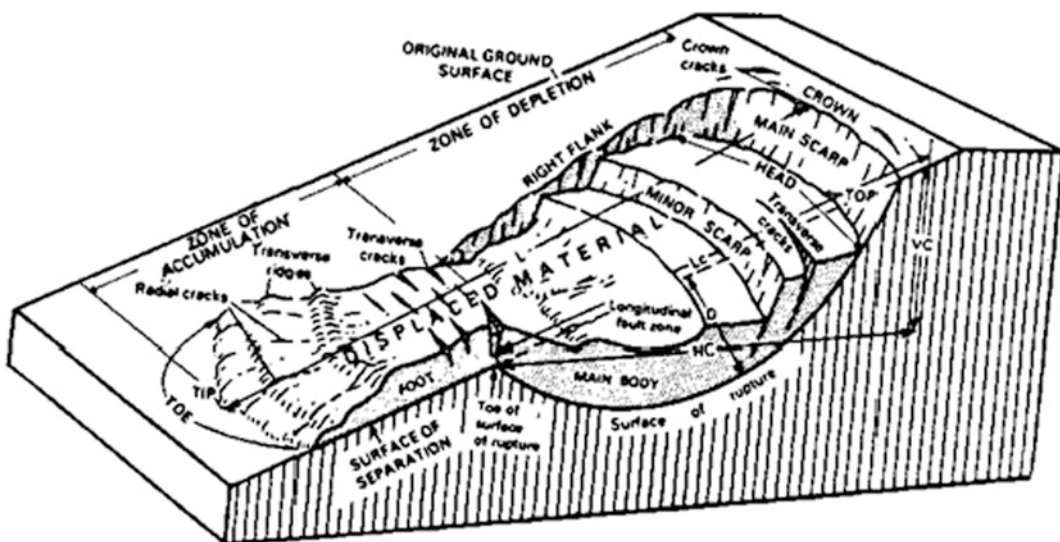 ORIGINAL GROUND
SURFACE
Crown
cracks
CROWN
ZONE OF DEPLETION
MAIN SCARP
RIGHT FLANK
HEAD
TOP
ZONE OF
ACCUMULATION
MINOR SCARP
Transverse
cracks
VC
Transverse
ridges
Transverse
cracks
Radial cracks
L
DISPLACED MATERIAL
Lc
Longitudinal
fault zone
D
HC
FOOT
MAIN BODY
TIP
TOE
Toe of
surface
of rupture
Surface of rupture
SURFACE OF
SEPARATION